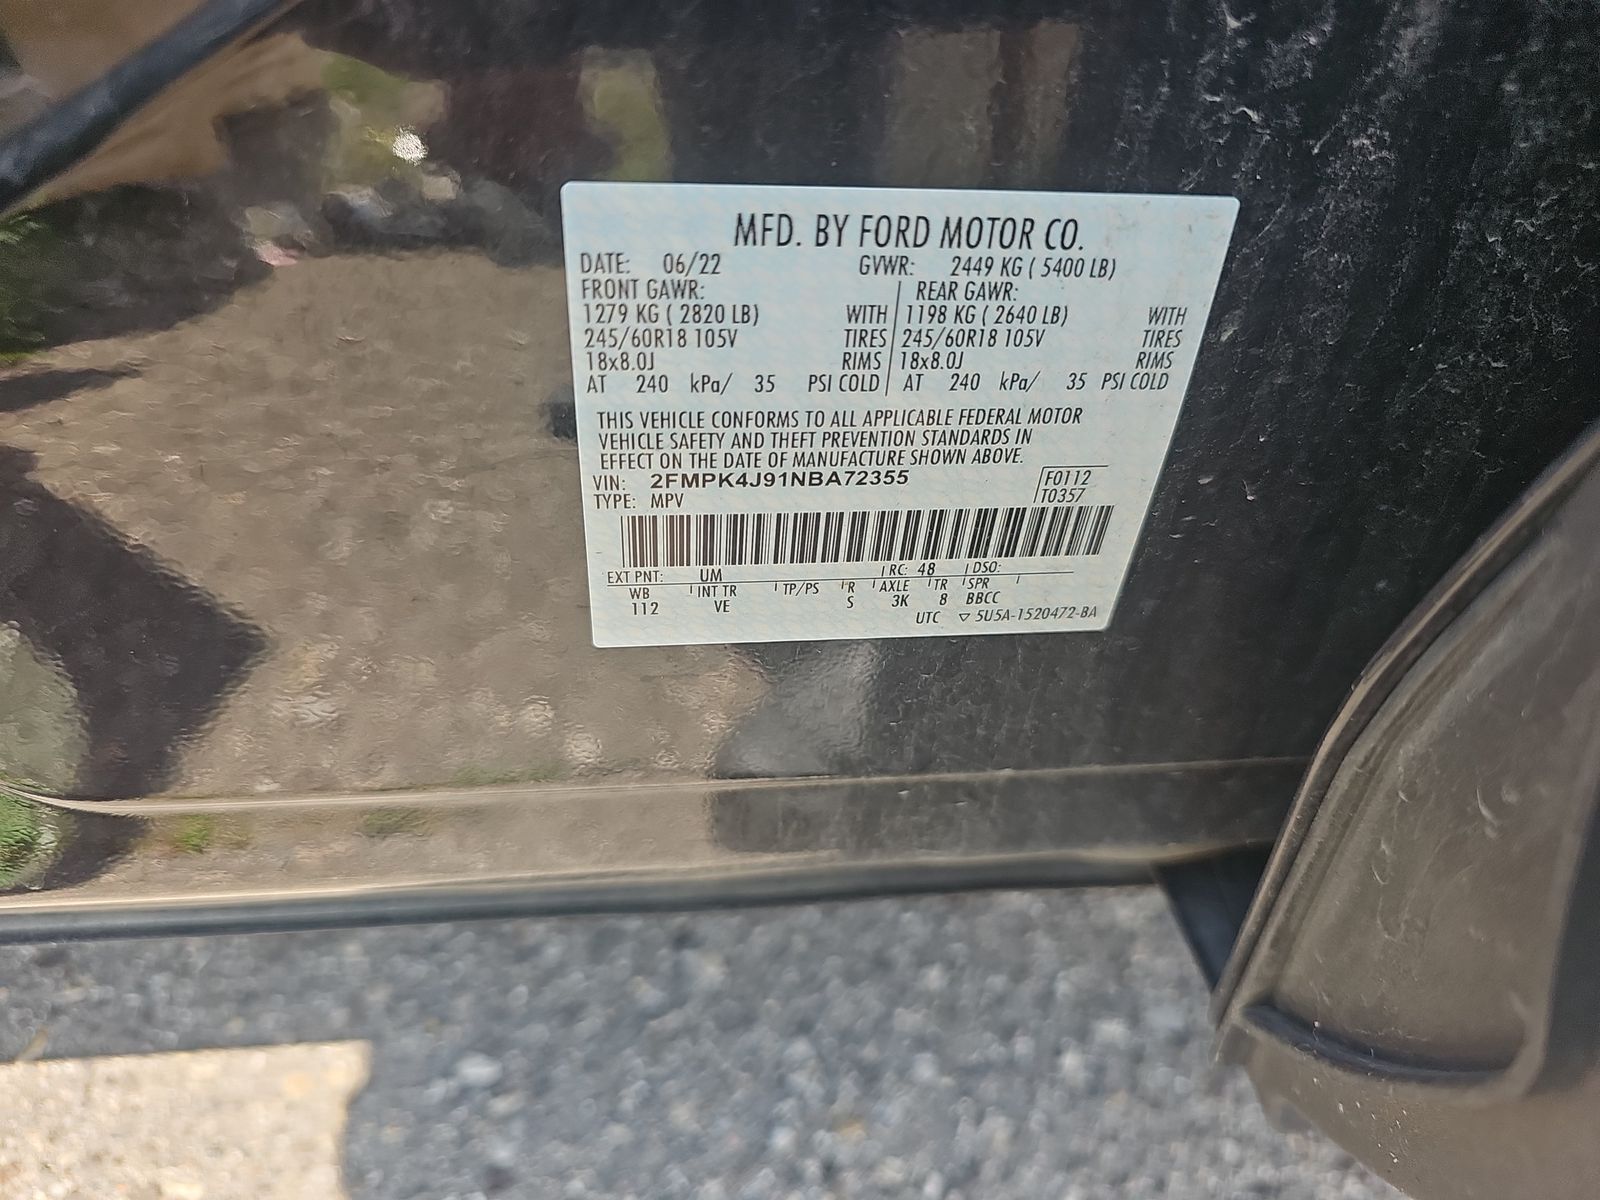 MFD. BY FORD MOTOR CO.
DATE: 06/22 GVWR: 2449 KG ( 5400 LB)
FRONT GAWR: REAR GAWR:
1279 KG ( 2820 LB) WITH 1198 KG ( 2640 LB) WITH
245/60R18 105V TIRES 245/60R18 105V TIRES
18x8.0J RIMS 18x8.0J RIMS
AT 240 kPa/ 35 PSI COLD AT 240 kPa/ 35 PSI COLD
THIS VEHICLE CONFORMS TO ALL APPLICABLE FEDERAL MOTOR
VEHICLE SAFETY AND THEFT PREVENTION STANDARDS IN
EFFECT ON THE DATE OF MANUFACTURE SHOWN ABOVE.
VIN: 2FMPK4J91NBA72355 F0112
TYPE: MPV T0357
EXT PNT: UM RC: 48 DSO:
WB INT TR TP/PS R AXLE TR SPR
112 VE S 3K 8 BBCC
UTC ▽ 5U5A-1520472-BA